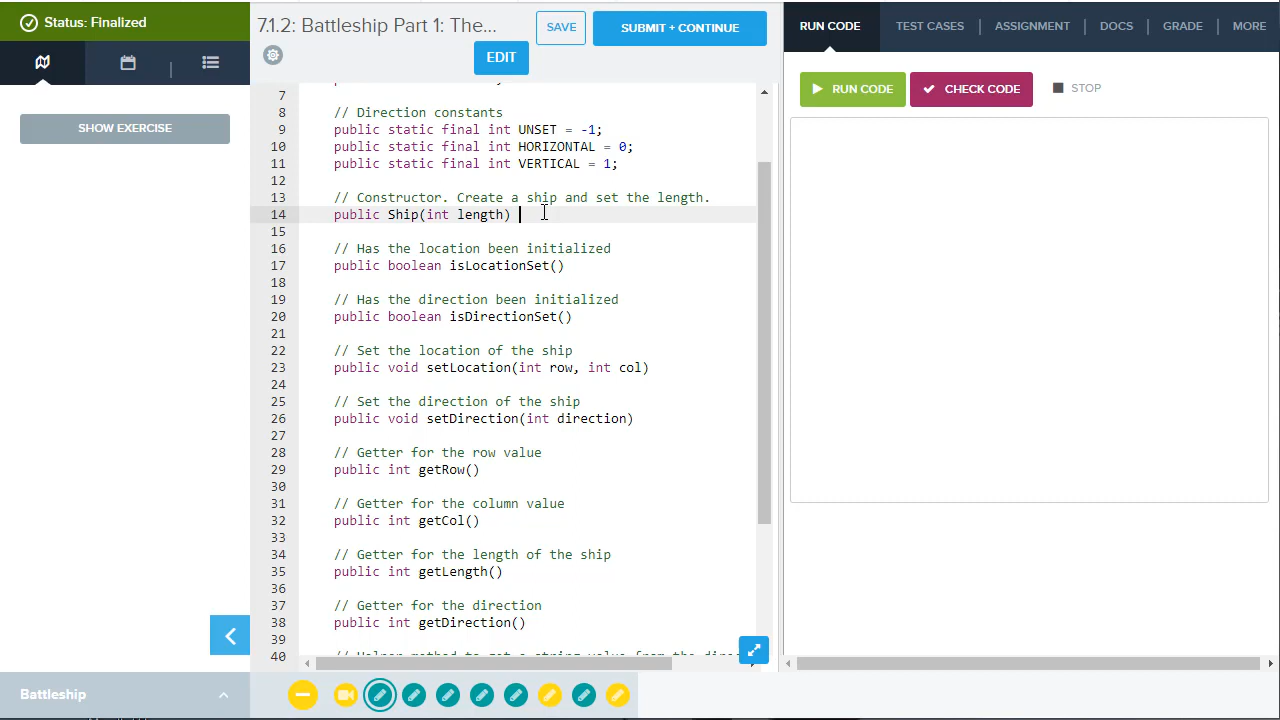 Status: Finalized
7.1.2: Battleship Part 1: The...
SAVE
SUBMIT + CONTINUE
EDIT
RUN CODE
TEST CASES
ASSIGNMENT
DOCS
GRADE
MORE
SHOW EXERCISE
RUN CODE
CHECK CODE
STOP
7
8 // Direction constants
9 public static final int UNSET = -1;
10 public static final int HORIZONTAL = 0;
11 public static final int VERTICAL = 1;
12
13 // Constructor. Create a ship and set the length.
14 public Ship(int length)
15
16 // Has the location been initialized
17 public boolean isLocationSet()
18
19 // Has the direction been initialized
20 public boolean isDirectionSet()
21
22 // Set the location of the ship
23 public void setLocation(int row, int col)
24
25 // Set the direction of the ship
26 public void setDirection(int direction)
27
28 // Getter for the row value
29 public int getRow()
30
31 // Getter for the column value
32 public int getCol()
33
34 // Getter for the length of the ship
35 public int getLength()
36
37 // Getter for the direction
38 public int getDirection()
39
40 // Helper method to get a string value from the
Battleship